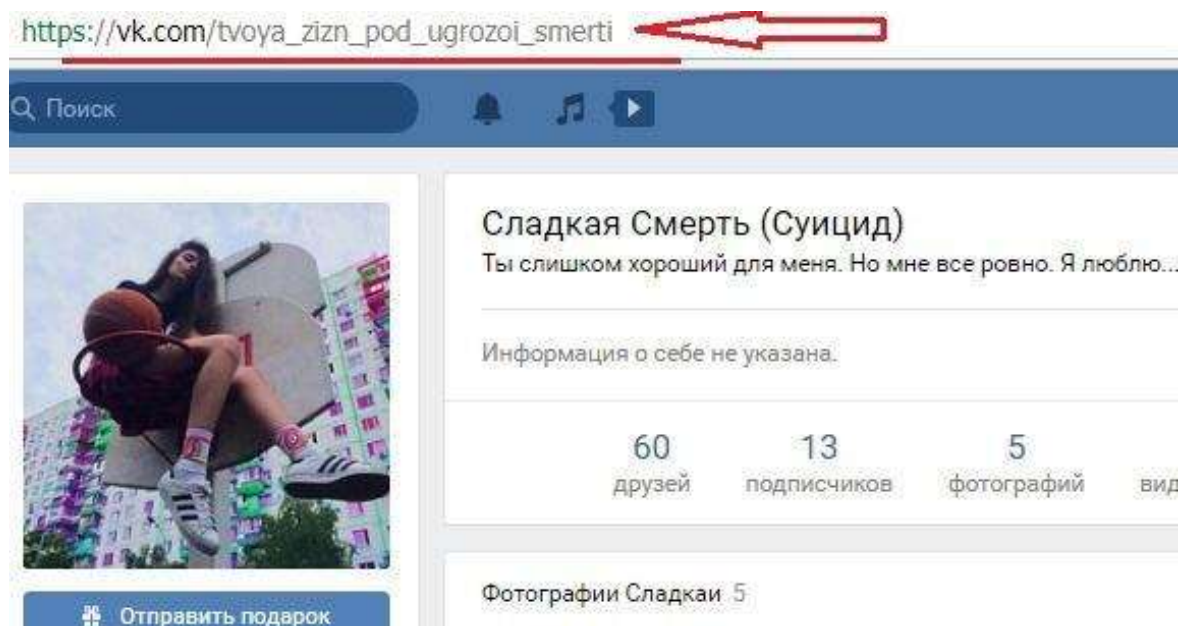 https://vk.com/tvoya_zizn_pod_ugrozoi_smerti
Поиск
Сладкая Смерть (Суицид)
Ты слишком хороший для меня. Но мне все ровно. Я люблю...
Информация о себе не указана.
60 13 5
друзей подписчиков фотографий вид
Фотографии Сладкаи 5
Отправить подарок